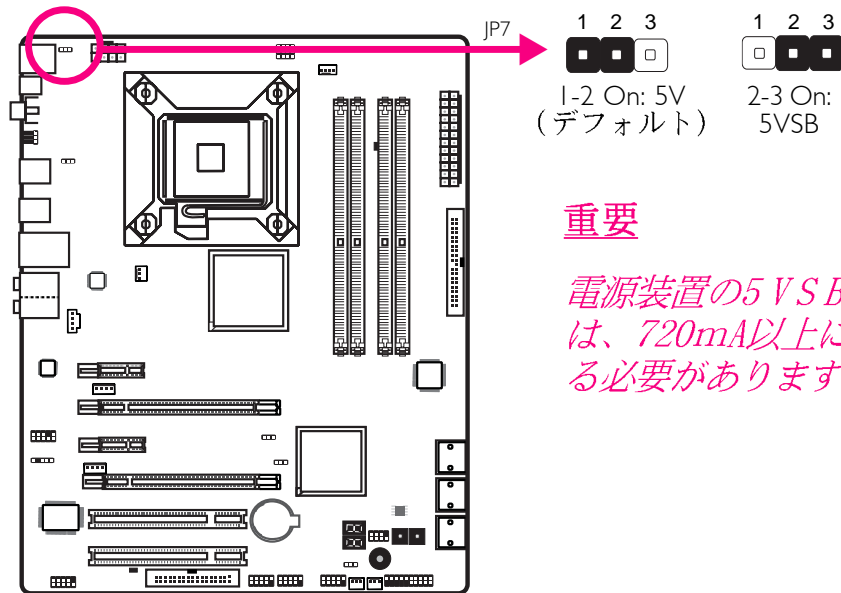 JP7
1 2 3
1-2 On: 5V
(デフォルト)
1 2 3
2-3 On:
5VSB
重要
電源装置の5VSB
は、720mA以上に
る必要があります